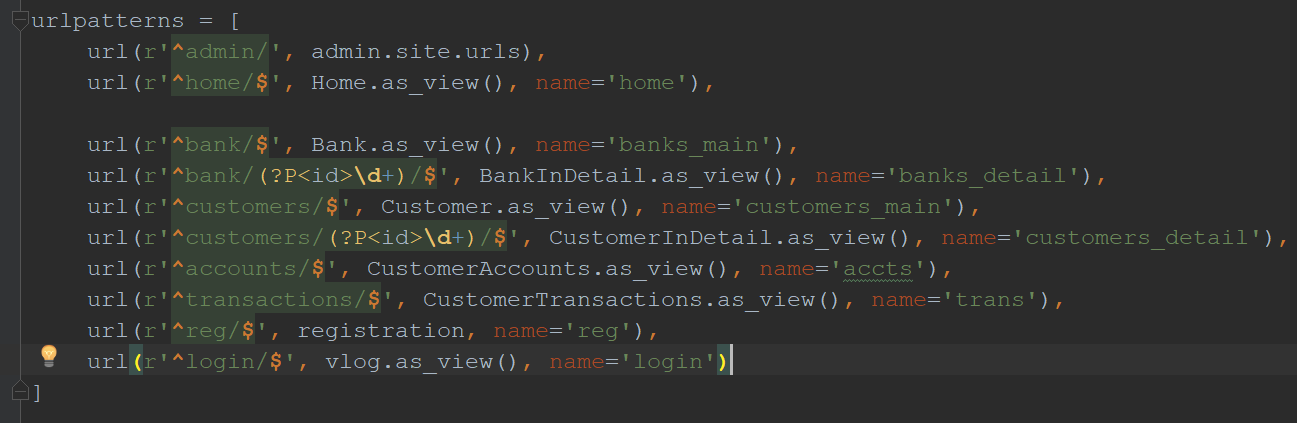 urlpatterns = [
    url(r'^admin/', admin.site.urls),
    url(r'^home/$', Home.as_view(), name='home'),
    url(r'^bank/$', Bank.as_view(), name='banks_main'),
    url(r'^bank/(?P<id>\d+)/$', BankInDetail.as_view(), name='banks_detail'),
    url(r'^customers/$', Customer.as_view(), name='customers_main'),
    url(r'^customers/(?P<id>\d+)/$', CustomerInDetail.as_view(), name='customers_detail'),
    url(r'^accounts/$', CustomerAccounts.as_view(), name='accts'),
    url(r'^transactions/$', CustomerTransactions.as_view(), name='trans'),
    url(r'^reg/$', registration, name='reg'),
    url(r'^login/$', vlog.as_view(), name='login')
]